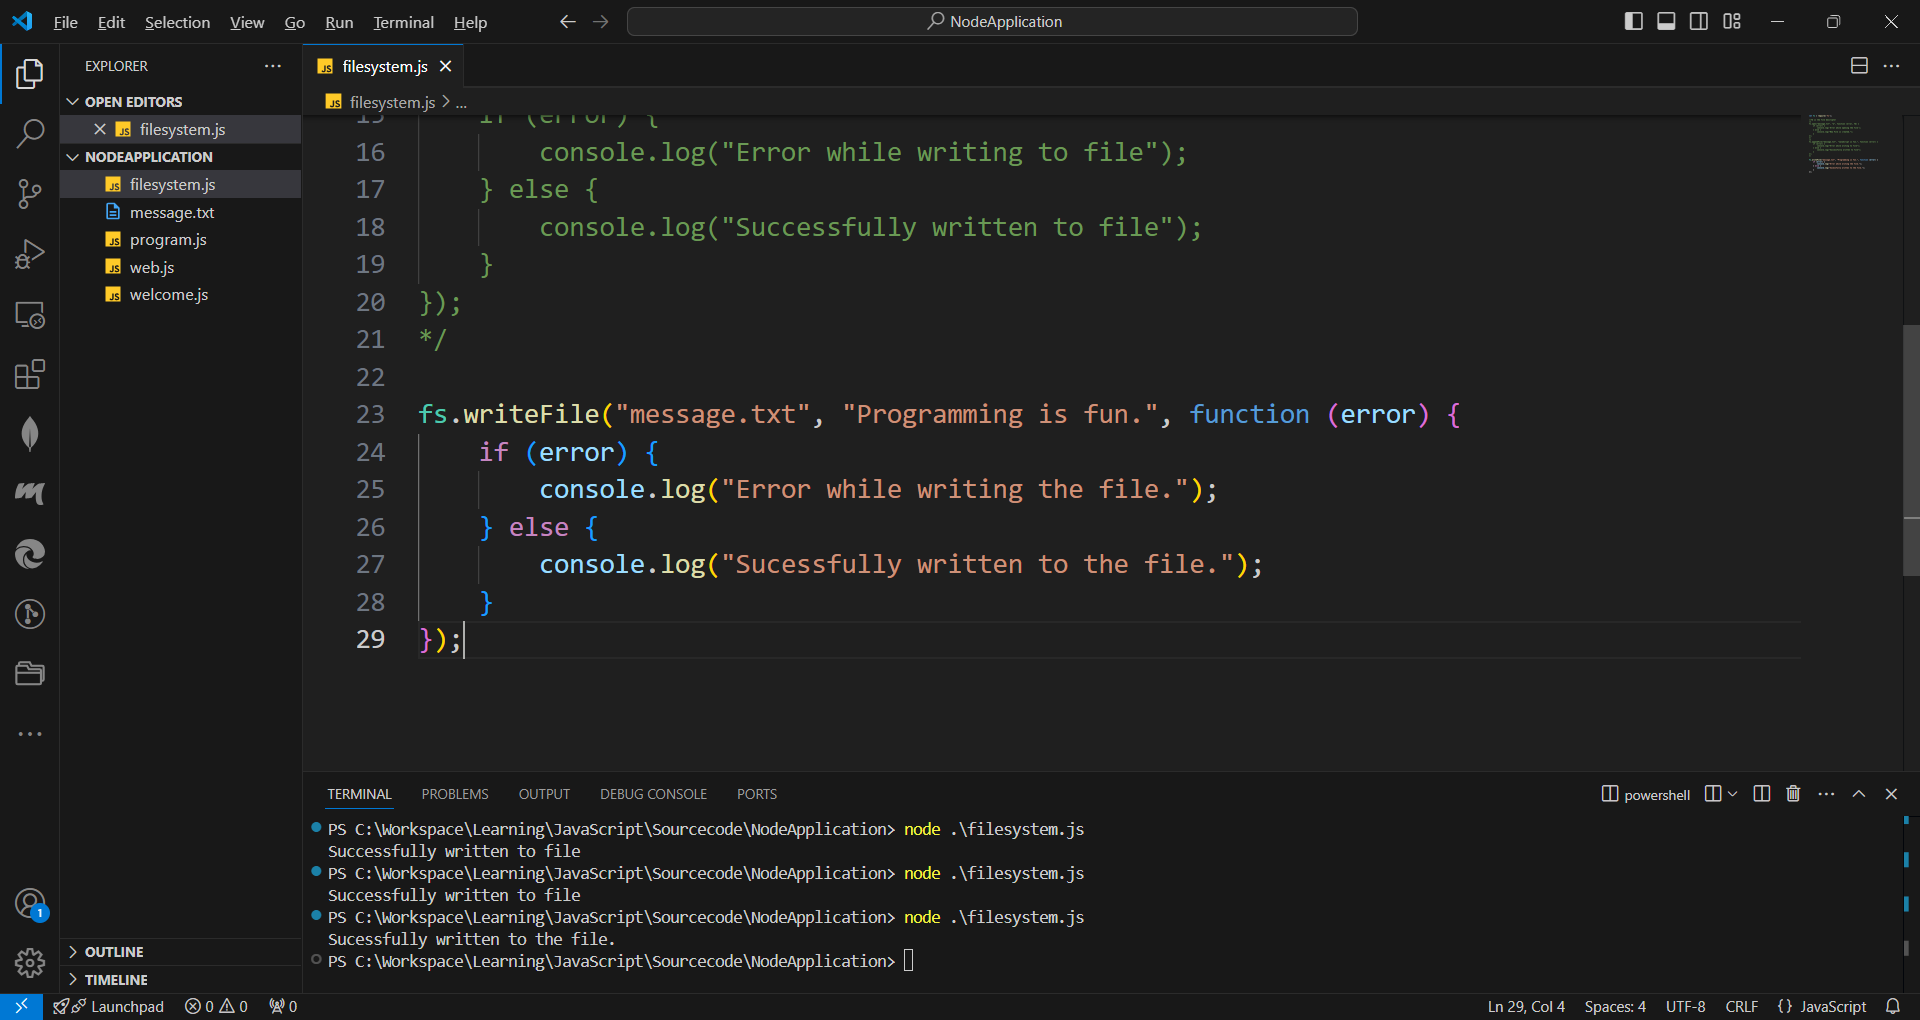 File Edit Selection View Go Run Terminal Help
NodeApplication
EXPLORER
OPEN EDITORS
filesystem.js
NODEAPPLICATION
filesystem.js
message.txt
program.js
web.js
welcome.js
OUTLINE
TIMELINE
filesystem.js
filesystem.js > ...
15 if (error) {
16 console.log("Error while writing to file");
17 } else {
18 console.log("Successfully written to file");
19 }
20 });
21 */
22
23 fs.writeFile("message.txt", "Programming is fun.", function (error) {
24 if (error) {
25 console.log("Error while writing the file.");
26 } else {
27 console.log("Sucessfully written to the file.");
28 }
29 });
TERMINAL PROBLEMS OUTPUT DEBUG CONSOLE PORTS
powershell
PS C:\Workspace\Learning\JavaScript\Sourcecode\NodeApplication> node .\filesystem.js
Successfully written to file
PS C:\Workspace\Learning\JavaScript\Sourcecode\NodeApplication> node .\filesystem.js
Successfully written to file
PS C:\Workspace\Learning\JavaScript\Sourcecode\NodeApplication> node .\filesystem.js
Sucessfully written to the file.
PS C:\Workspace\Learning\JavaScript\Sourcecode\NodeApplication>
1
Launchpad 0 0 0
Ln 29, Col 4 Spaces: 4 UTF-8 CRLF {} JavaScript